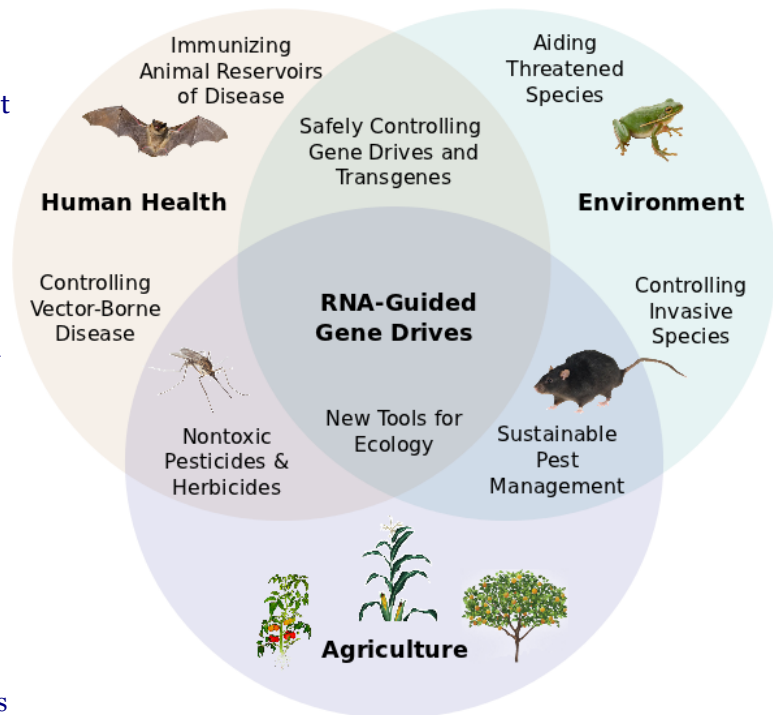 Immunizing
Animal Reservoirs
of Disease
Aiding
Threatened
Species
t
Safely Controlling
Gene Drives and
Transgenes
Human Health
Environment
Controlling
Vector-Borne
Disease
RNA-Guided
Gene Drives
Controlling
Invasive
Species
New Tools for
Ecology
Nontoxic
Pesticides &
Herbicides
Sustainable
Pest
Management
Agriculture
s